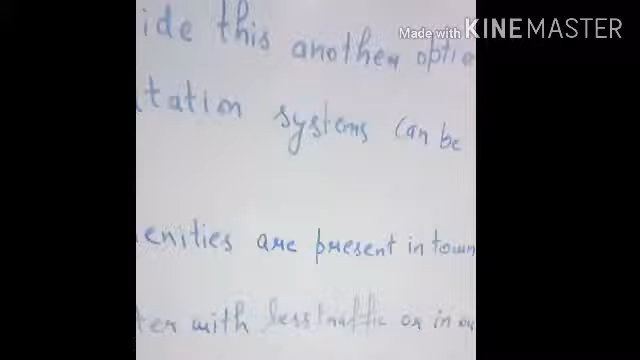 Made with KINEMASTER
ide this another optio
tation systems can be
enities are present in town
ter with less traffic or in ou